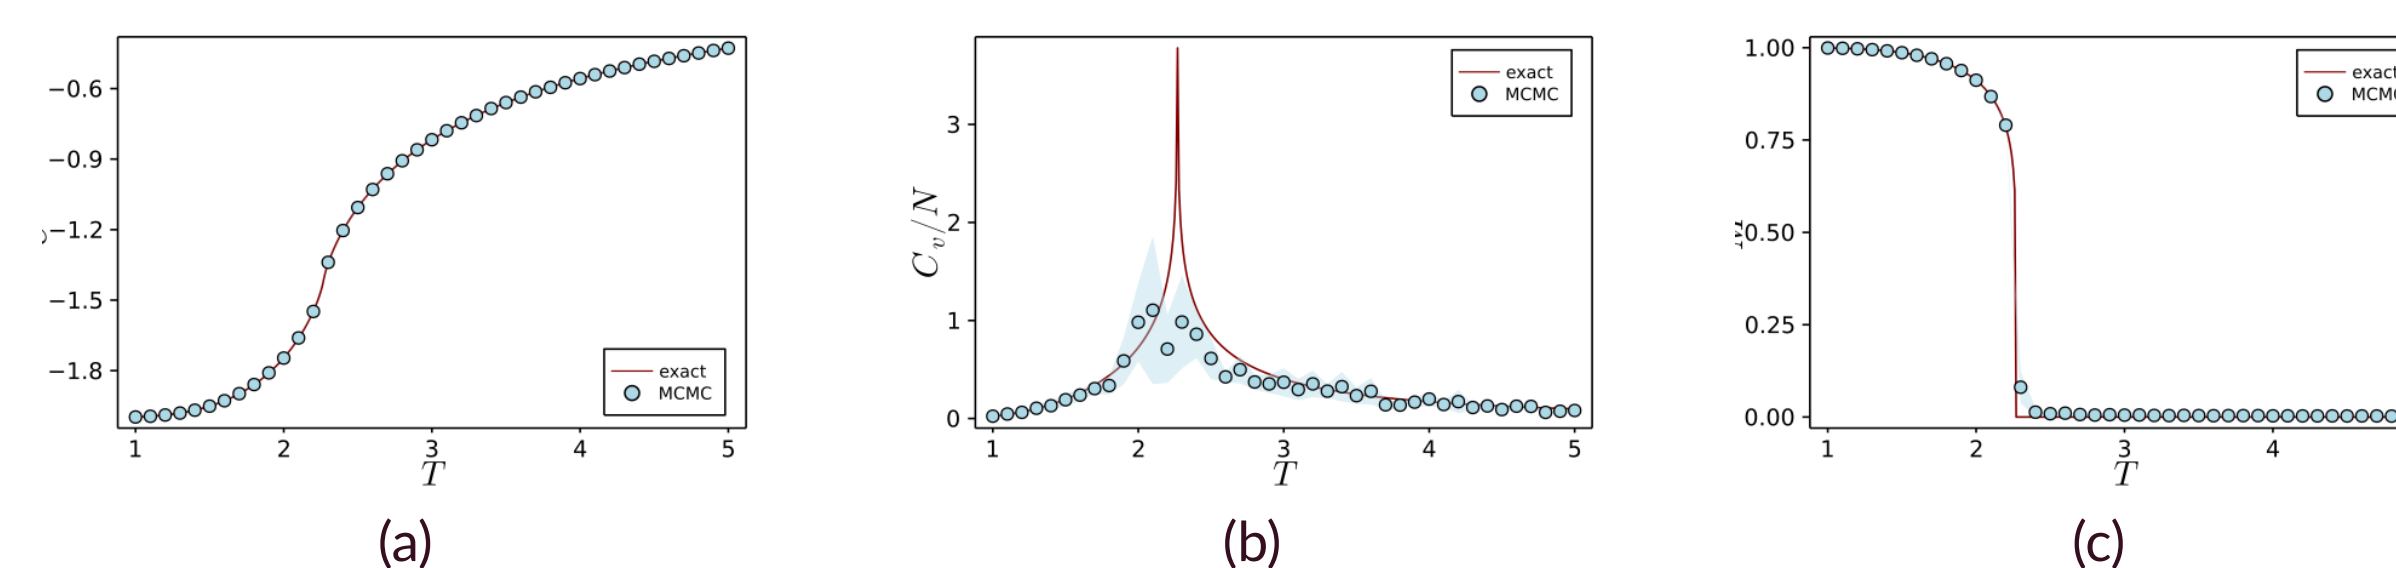 −0.6
−0.9
−1.2
−1.5
−1.8
exact
MCMC
1 2 3 4 5
T
(a)
C_v/N
3
2
1
0
exact
MCMC
1 2 3 4 5
T
(b)
1.00
0.75
0.50
0.25
0.00
exact
1 2 3 4
T
(c)